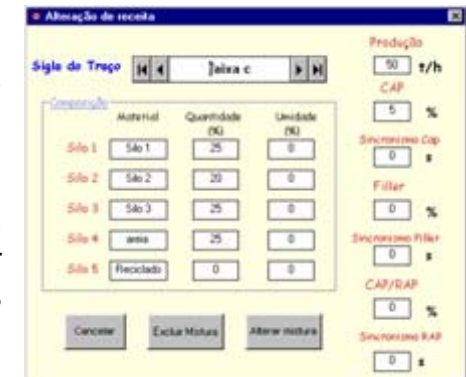 Alteração de receita
Produção
Sigla do Traço
faixa c
50 t/h
CAP
5 %
Composição
Material Quantidade (%) Umidade (%)
Sincronismo Cap
0 s
Silo 1 Silo 1 25 0
Filler
Silo 2 Silo 2 20 0
0 %
Silo 3 Silo 3 25 0
Sincronismo Filler
Silo 4 areia 25 0
0 s
Silo 5 Reciclado 0 0
CAP/RAP
0 %
Cancelar Excluir Mistura Alterar mistura
Sincronismo RAP
0 s